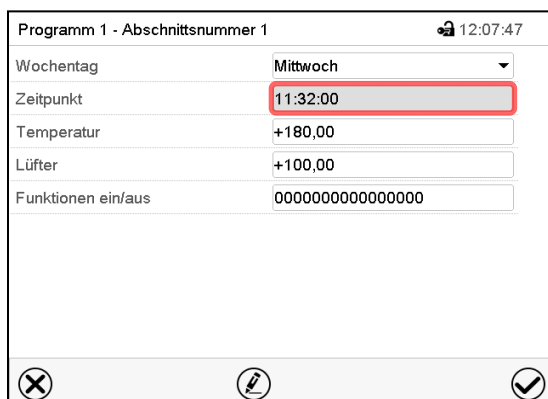 Programm 1 - Abschnittsnummer 1 12:07:47
Wochentag Mittwoch
Zeitpunkt 11:32:00
Temperatur +180,00
Lüfter +100,00
Funktionen ein/aus 0000000000000000